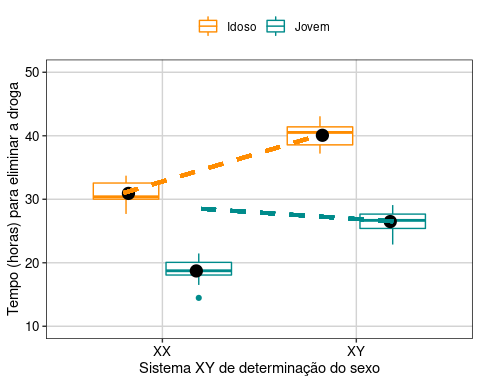 Idoso Jovem
50
40
30
20
10
Tempo (horas) para eliminar a droga
XX XY
Sistema XY de determinação do sexo